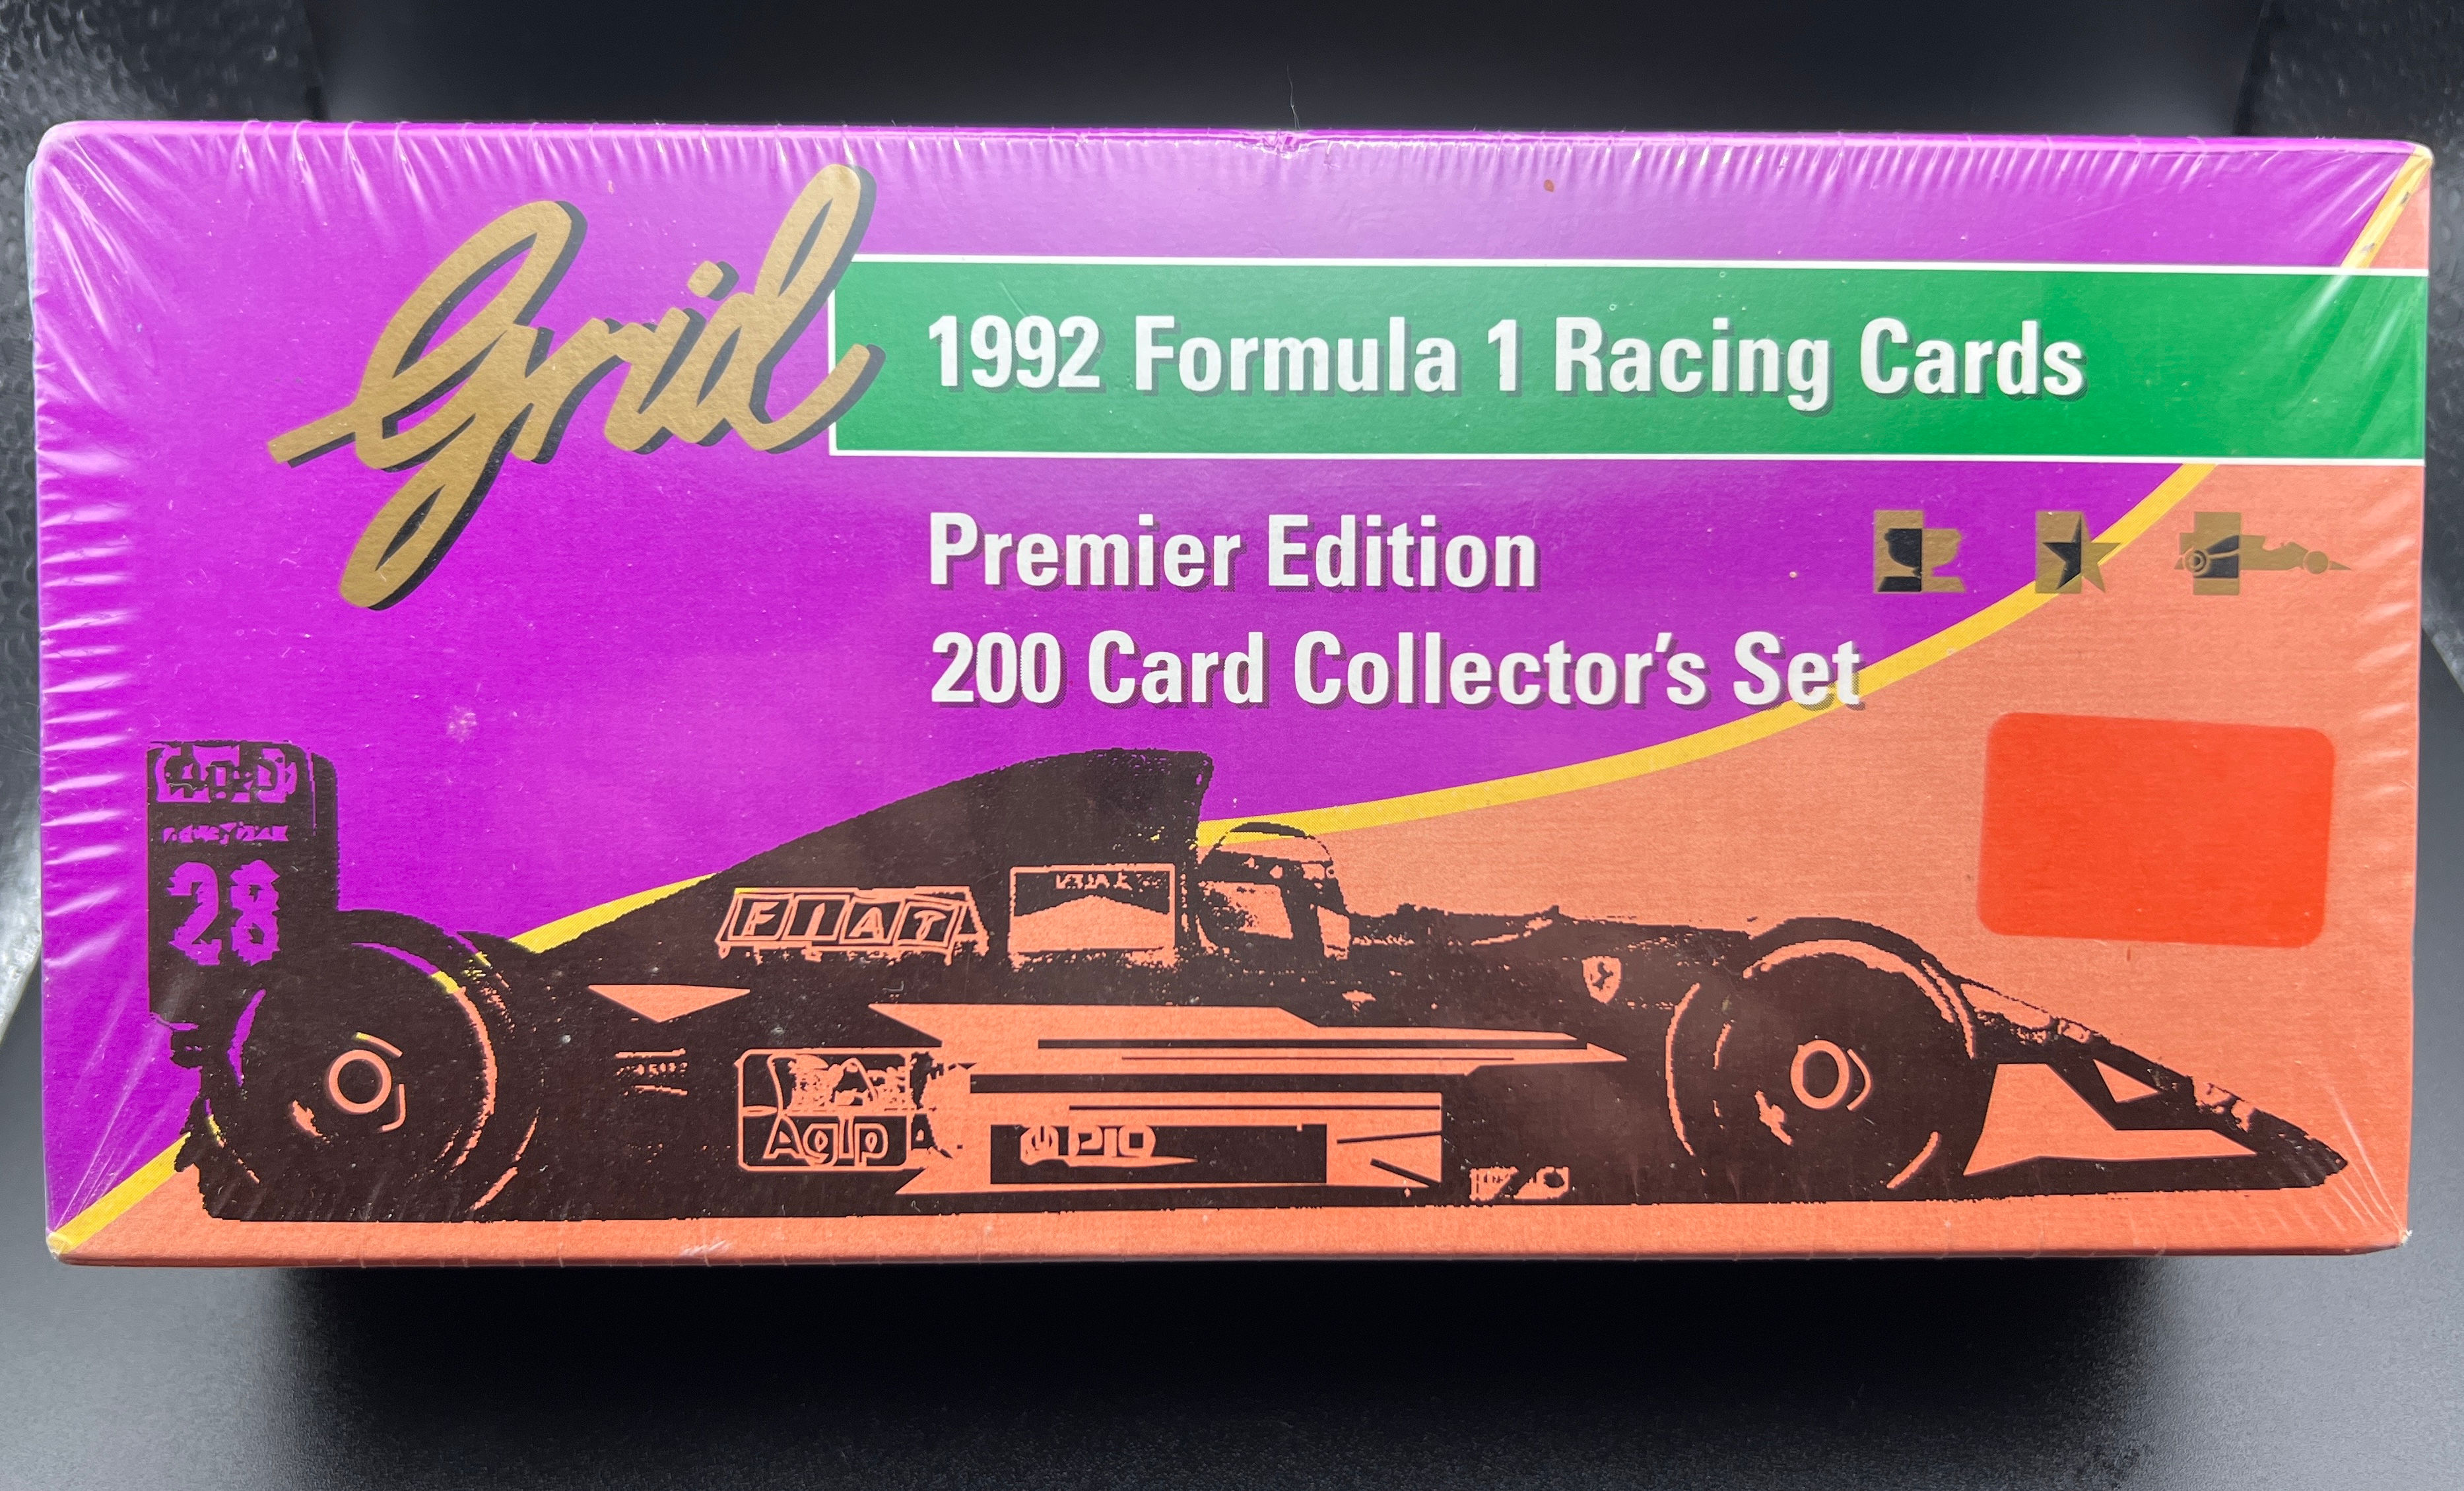 Grid
1992 Formula 1 Racing Cards
Premier Edition
200 Card Collector's Set
28
FIAT
Agip